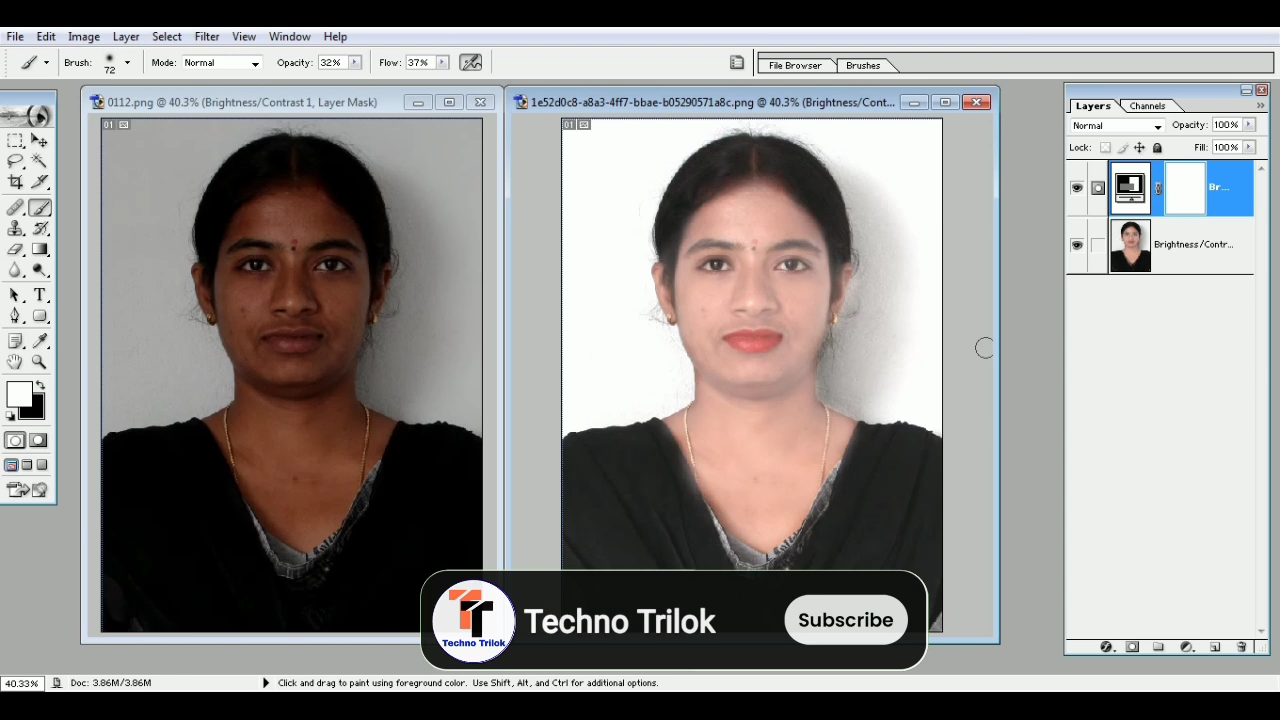 File Edit Image Layer Select Filter View Window Help
Brush: 72 Mode: Normal Opacity: 32% Flow: 37% File Browser Brushes
0112.png @ 40.3% (Brightness/Contrast 1, Layer Mask)
1e52d0c8-a8a3-4ff7-bbae-b05290571a8c.png @ 40.3% (Brightness/Cont...
01
01
Layers Channels
Normal Opacity: 100%
Lock: Fill: 100%
Br...
Brightness/Contr...
T
TT
Techno Trilok
Techno Trilok
Subscribe
40.33% Doc: 3.86M/3.86M Click and drag to paint using foreground color. Use Shift, Alt, and Ctrl for additional options.